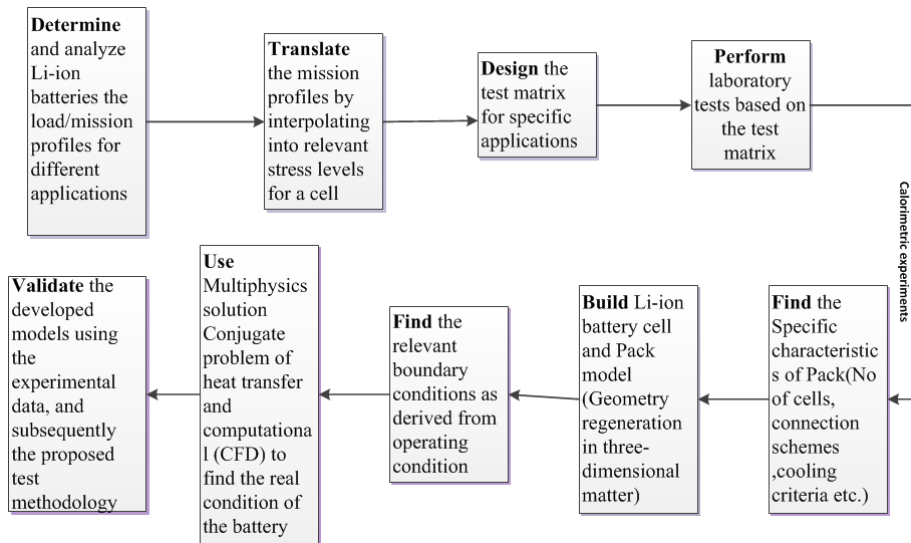 Determine
and analyze
Li-ion
batteries the
load/mission
profiles for
different
applications
Translate
the mission
profiles by
interpolating
into relevant
stress levels
for a cell
Design the
test matrix
for specific
applications
Perform
laboratory
tests based on
the test
matrix
Calorimetric experiments
Find the
Specific
characteristic
s of Pack(No
of cells,
connection
schemes
,cooling
criteria etc.)
Build Li-ion
battery cell
and Pack
model
(Geometry
regeneration
in three-
dimensional
matter)
Find the
relevant
boundary
conditions as
derived from
operating
condition
Use
Multiphysics
solution
Conjugate
problem of
heat transfer
and
computationa
l (CFD) to
find the real
condition of
the battery
Validate the
developed
models using
the
experimental
data, and
subsequently
the proposed
test
methodology